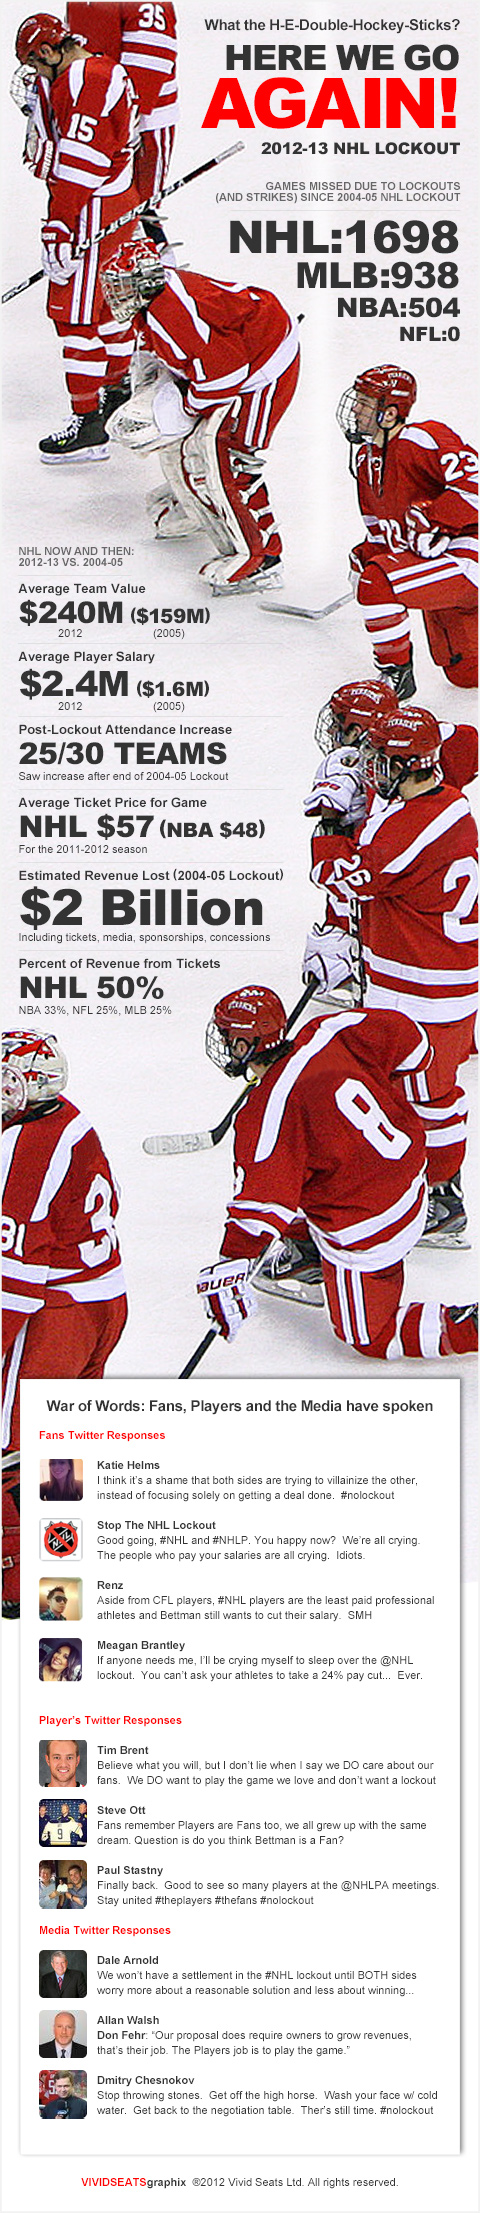 What the H-E-Double-Hockey-Sticks?
HERE WE GO
AGAIN!
2012-13 NHL LOCKOUT
GAMES MISSED DUE TO LOCKOUTS
(AND STRIKES) SINCE 2004-05 NHL LOCKOUT
NHL:1698
MLB:938
NBA:504
NFL:0
35
15
1
23
22
NHL NOW AND THEN:
2012-13 VS. 2004-05
Average Team Value
$240M ($159M)
2012 (2005)
Average Player Salary
$2.4M ($1.6M)
2012 (2005)
Post-Lockout Attendance Increase
25/30 TEAMS
Saw increase after end of 2004-05 Lockout
Average Ticket Price for Game
NHL $57 (NBA $48)
For the 2011-2012 season
Estimated Revenue Lost (2004-05 Lockout)
$2 Billion
Including tickets, media, sponsorships, concessions
Percent of Revenue from Tickets
NHL 50%
NBA 33%, NFL 25%, MLB 25%
26
2
8
31
3
BAUER
War of Words: Fans, Players and the Media have spoken
Fans Twitter Responses
Katie Helms
I think it's a shame that both sides are trying to villainize the other,
instead of focusing solely on getting a deal done. #nolockout
NHL
Stop The NHL Lockout
Good going, #NHL and #NHLP. You happy now? We're all crying.
The people who pay your salaries are all crying. Idiots.
Renz
Aside from CFL players, #NHL players are the least paid professional
athletes and Bettman still wants to cut their salary. SMH
Meagan Brantley
If anyone needs me, I'll be crying myself to sleep over the @NHL
lockout. You can't ask your athletes to take a 24% pay cut... Ever.
Player's Twitter Responses
Tim Brent
Believe what you will, but I don't lie when I say we DO care about our
fans. We DO want to play the game we love and don't want a lockout
9
Steve Ott
Fans remember Players are Fans too, we all grew up with the same
dream. Question is do you think Bettman is a Fan?
Paul Stastny
Finally back. Good to see so many players at the @NHLPA meetings.
Stay united #theplayers #thefans #nolockout
Media Twitter Responses
Dale Arnold
We won't have a settlement in the #NHL lockout until BOTH sides
worry more about a reasonable solution and less about winning...
Allan Walsh
Don Fehr: "Our proposal does require owners to grow revenues,
that's their job. The Players job is to play the game."
Dmitry Chesnokov
Stop throwing stones. Get off the high horse. Wash your face w/ cold
water. Get back to the negotiation table. Ther's still time. #nolockout
VIVIDSEATSgraphix ®2012 Vivid Seats Ltd. All rights reserved.